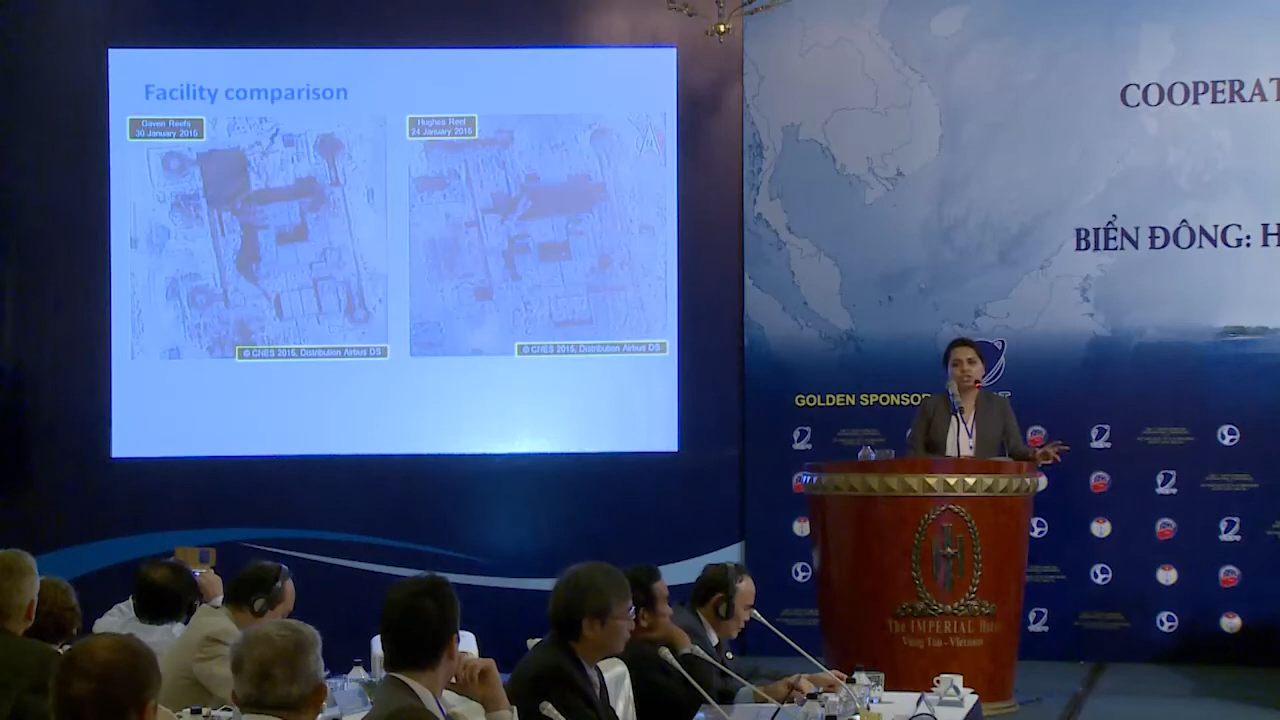 Facility comparison
Gaven Reefs
30 January 2015
Hughes Reef
24 January 2015
© CNES 2015, Distribution Airbus DS
© CNES 2015, Distribution Airbus DS
COOPERAT
BIỂN ĐÔNG: H
GOLDEN SPONSOR
The IMPERIAL Hotel
Vung Tau - Vietnam